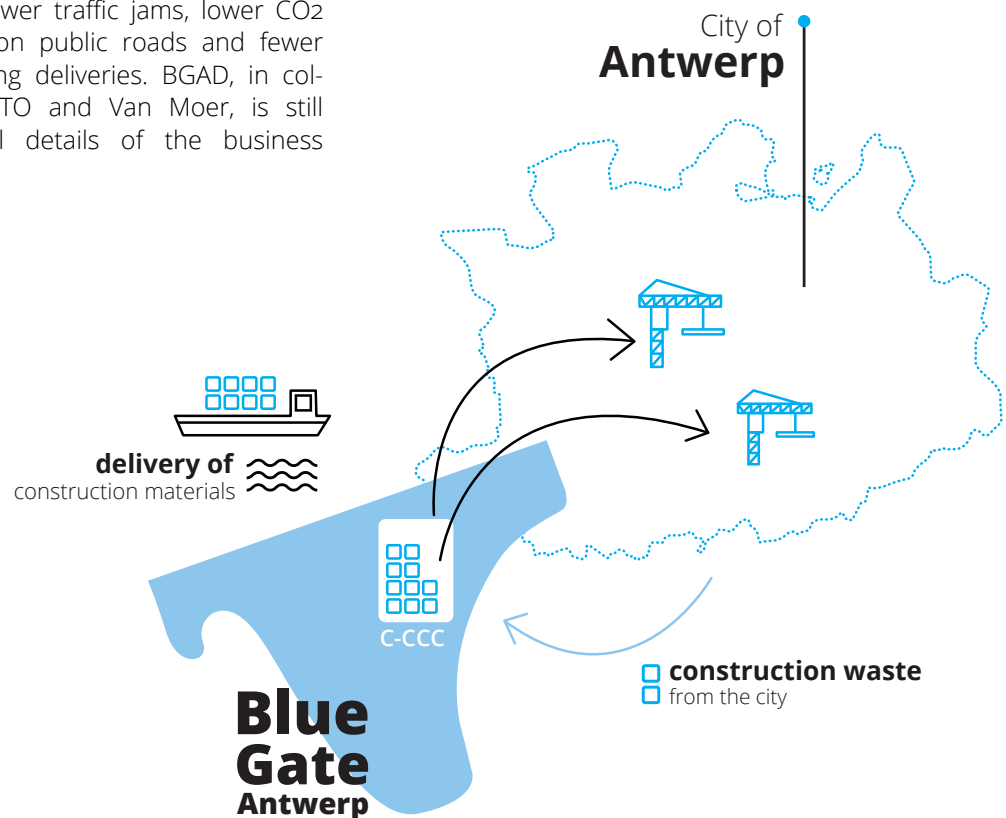 wer traffic jams, lower CO2
on public roads and fewer
ng deliveries. BGAD, in col-
TO and Van Moer, is still
l details of the business
City of
Antwerp
delivery of
construction materials
C-CCC
construction waste
from the city
Blue
Gate
Antwerp